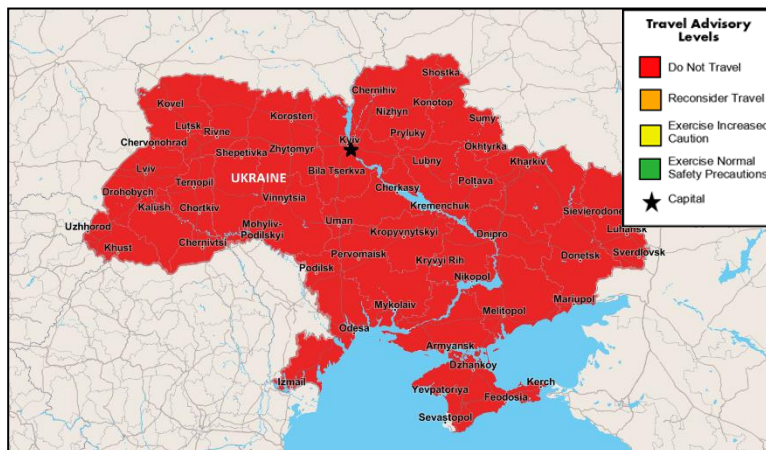 Travel Advisory
Levels
Do Not Travel
Reconsider Travel
Exercise Increased
Caution
Exercise Normal
Safety Precautions
Capital
Shostka
Chernihiv
Kovel
Konotop
Nizhyn
Korosten
Sumy
Lutsk
Rivne
Kyiv
Pryluky
Chervonohrad
Okhtyrka
Shepetivka
Zhytomyr
Lubny
Kharkiv
Lviv
Bila Tserkva
Ternopil
UKRAINE
Poltava
Drohobych
Cherkasy
Kalush
Chortkiv
Vinnytsia
Kremenchuk
Sievierodone
Uzhhorod
Mohyliv-
Podilskyi
Uman
Luhansk
Khust
Chernivtsi
Kropyvnytskyi
Dnipro
Pervomaisk
Donetsk
Sverdlovsk
Podilsk
Kryvyi Rih
Nikopol
Mykolaiv
Melitopol
Mariupol
Odesa
Armyansk
Dzhankoy
Izmail
Yevpatoriya
Kerch
Feodosia
Sevastopol